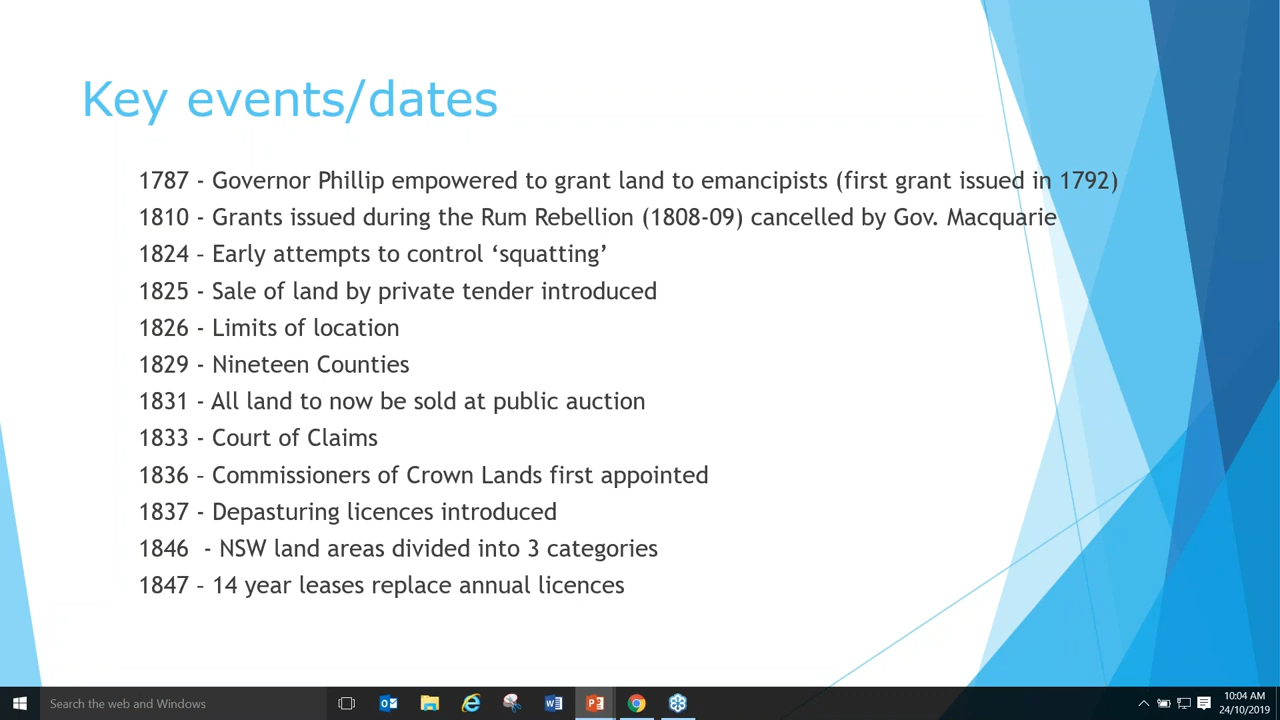 Key events/dates
1787 - Governor Phillip empowered to grant land to emancipists (first grant issued in 1792)
1810 - Grants issued during the Rum Rebellion (1808-09) cancelled by Gov. Macquarie
1824 – Early attempts to control ‘squatting’
1825 - Sale of land by private tender introduced
1826 - Limits of location
1829 - Nineteen Counties
1831 - All land to now be sold at public auction
1833 - Court of Claims
1836 – Commissioners of Crown Lands first appointed
1837 - Depasturing licences introduced
1846  - NSW land areas divided into 3 categories
1847 – 14 year leases replace annual licences
Search the web and Windows
10:04 AM
24/10/2019